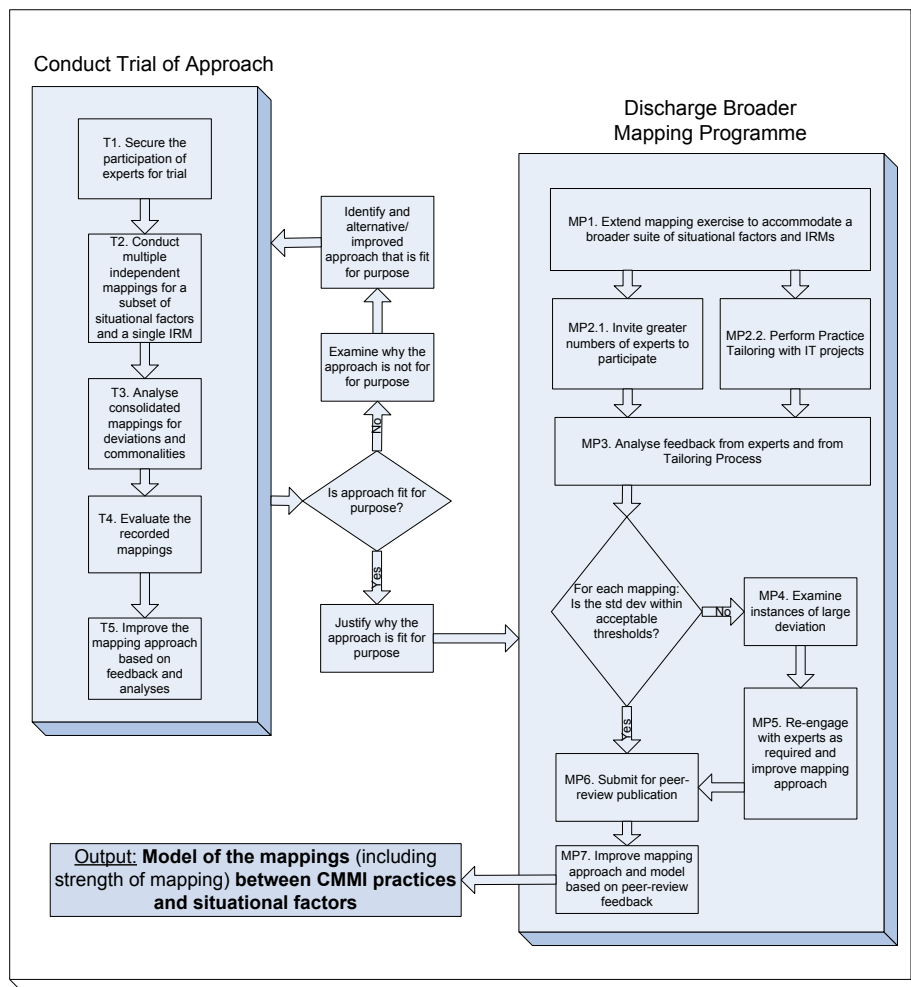 Conduct Trial of Approach
T1. Secure the
participation of
experts for trial
T2. Conduct
multiple
independent
mappings for
a subset of
situational factors
and a single IRM
T3. Analyse
consolidated
mappings for
deviations and
commonalities
T4. Evaluate the
recorded
mappings
T5. Improve the
mapping approach
based on
feedback and
analyses
Identify and
alternative/
improved
approach that is fit
for purpose
Examine why the
approach is not for
for purpose
No
Is approach fit for
purpose?
Yes
Justify why the
approach is fit for
purpose
Discharge Broader
Mapping Programme
MP1. Extend mapping exercise to accommodate a
broader suite of situational factors and IRMs
MP2.1. Invite greater
numbers of experts to
participate
MP2.2. Perform Practice
Tailoring with IT projects
MP3. Analyse feedback from experts and from
Tailoring Process
For each mapping:
Is the std dev within
acceptable
thresholds?
No
MP4. Examine
instances of large
deviation
Yes
MP5. Re-engage
with experts as
required and
improve mapping
approach
MP6. Submit for peer-
review publication
MP7. Improve mapping
approach and model
based on peer-review
feedback
Output: Model of the mappings (including
strength of mapping) between CMMI practices
and situational factors